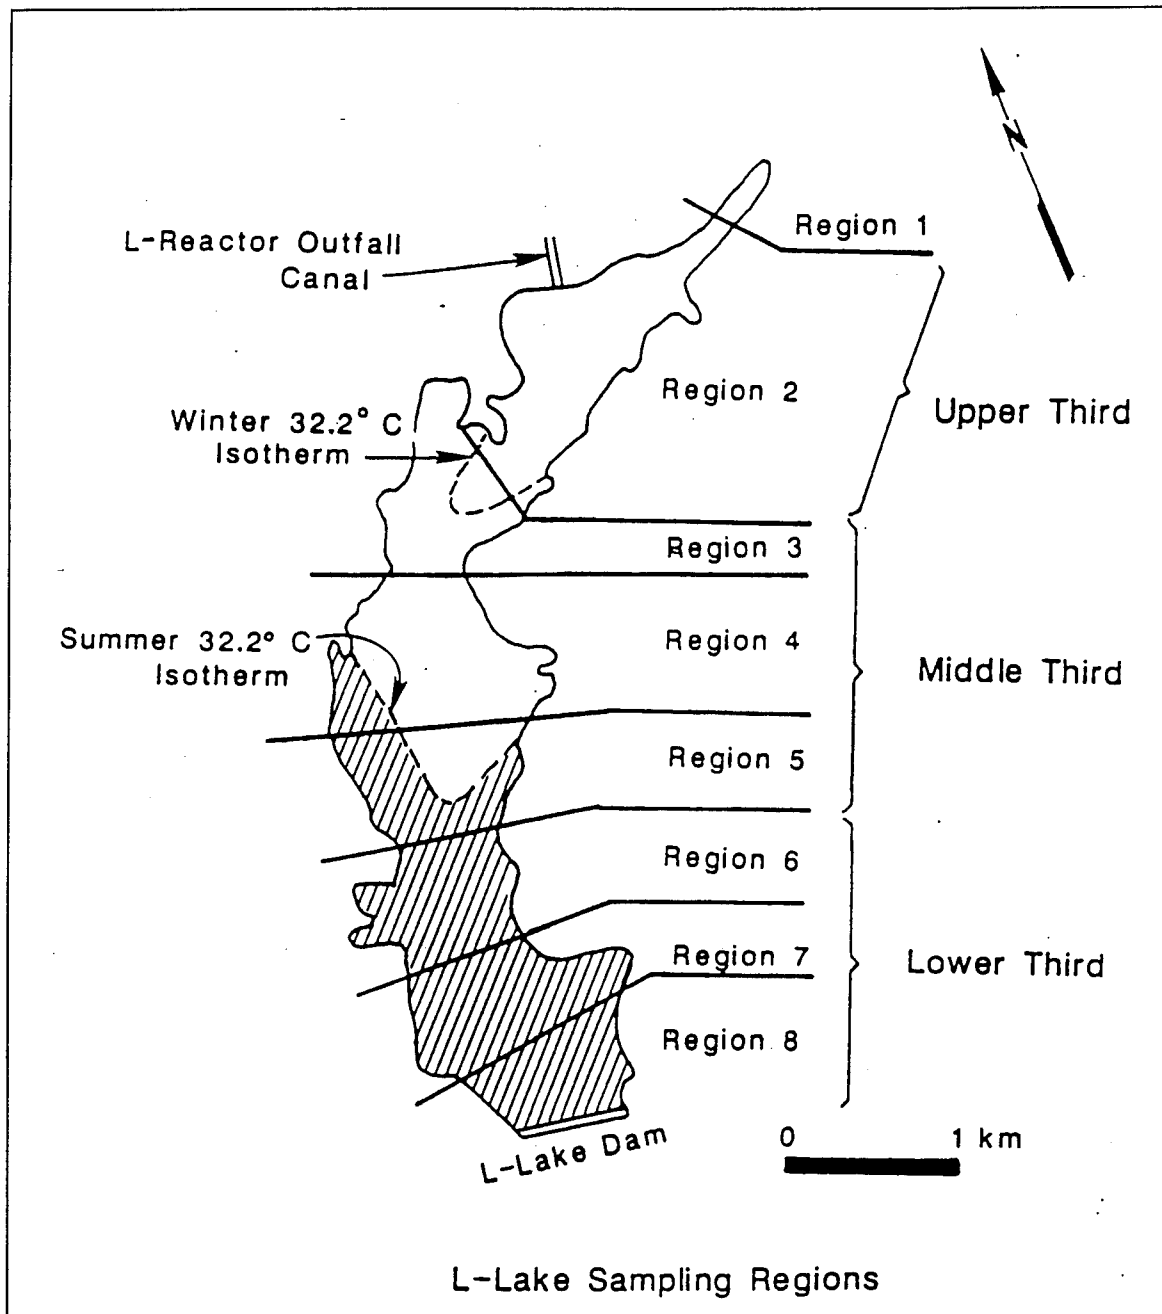 N
Region 1
L-Reactor Outfall
Canal
Region 2
Upper Third
Winter 32.2° C
Isotherm
Region 3
Summer 32.2° C
Isotherm
Region 4
Middle Third
Region 5
Region 6
Region 7
Lower Third
Region 8
0 1 km
L-Lake Dam
L-Lake Sampling Regions